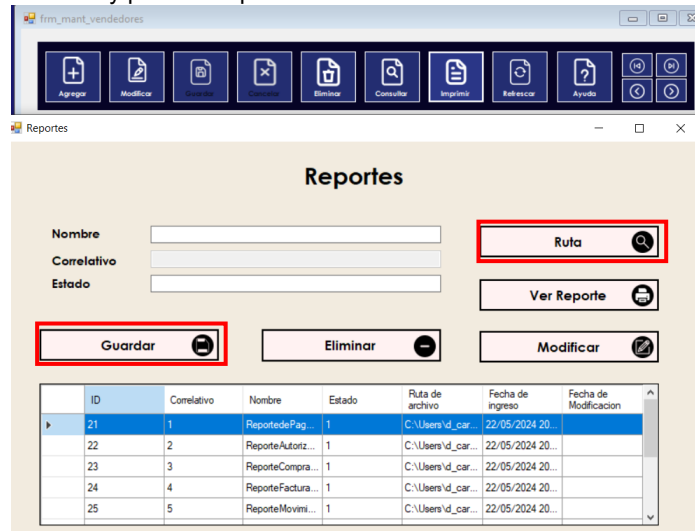 frm_mant_vendedores
Agregar Modificar Guardar Cancelar Eliminar Consultar Imprimir Refrescar Ayuda
Reportes
Reportes
Nombre
Ruta
Correlativo
Estado
Ver Reporte
Guardar Eliminar Modificar
ID Correlativo Nombre Estado Ruta de archivo Fecha de ingreso Fecha de Modificacion
21 1 ReportedePag... 1 C:\Users\d_car... 22/05/2024 20...
22 2 ReporteAutoriz... 1 C:\Users\d_car... 22/05/2024 20...
23 3 ReporteCompra... 1 C:\Users\d_car... 22/05/2024 20...
24 4 ReporteFactura... 1 C:\Users\d_car... 22/05/2024 20...
25 5 ReporteMovimi... 1 C:\Users\d_car... 22/05/2024 20...